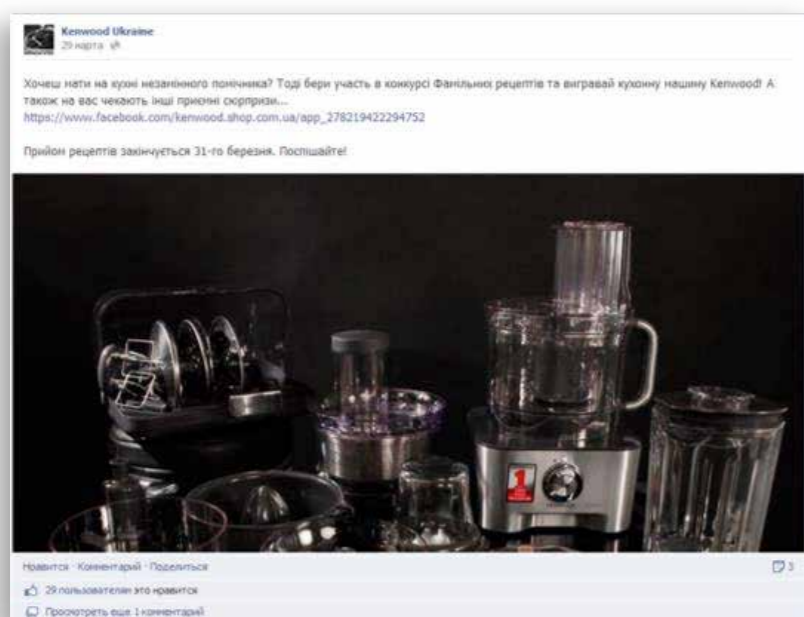 Kenwood Ukraine
29 марта
Хочеш мати на кухні незамінного помічника? Тоді бери участь в конкурсі Фамільних рецептів та вигравай кухонну машину Kenwood! А
також на вас чекають інші приємні сюрпризи...
https://www.facebook.com/kenwood.shop.com.ua/app_278219422294752
Прийом рецептів закінчується 31-го березня. Поспішайте!
1
Нравится · Комментарий · Поделиться
3
29 пользователям это нравится
Просмотреть еще 1 комментарий